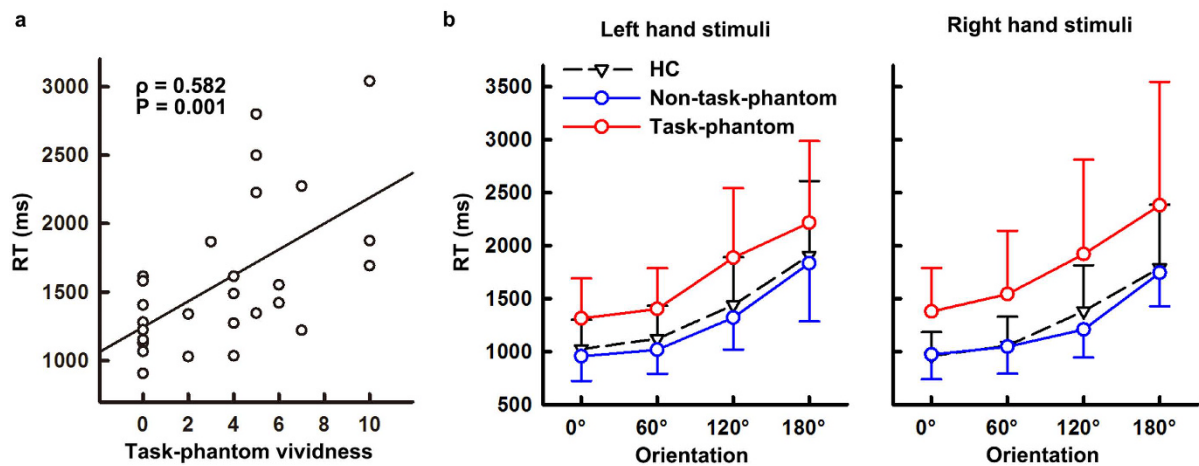 a
ρ = 0.582
P = 0.001
3000
2500
2000
1500
1000
RT (ms)
0 2 4 6 8 10
Task-phantom vividness
b
Left hand stimuli
HC
Non-task-phantom
Task-phantom
3500
3000
2500
2000
1500
1000
500
RT (ms)
0° 60° 120° 180°
Orientation
Right hand stimuli
0° 60° 120° 180°
Orientation